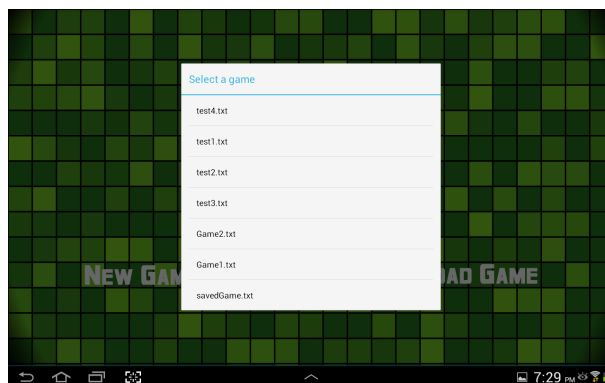 Select a game
test4.txt
test1.txt
test2.txt
test3.txt
Game2.txt
Game1.txt
savedGame.txt
NEW GAM
OAD GAME
7:29 PM